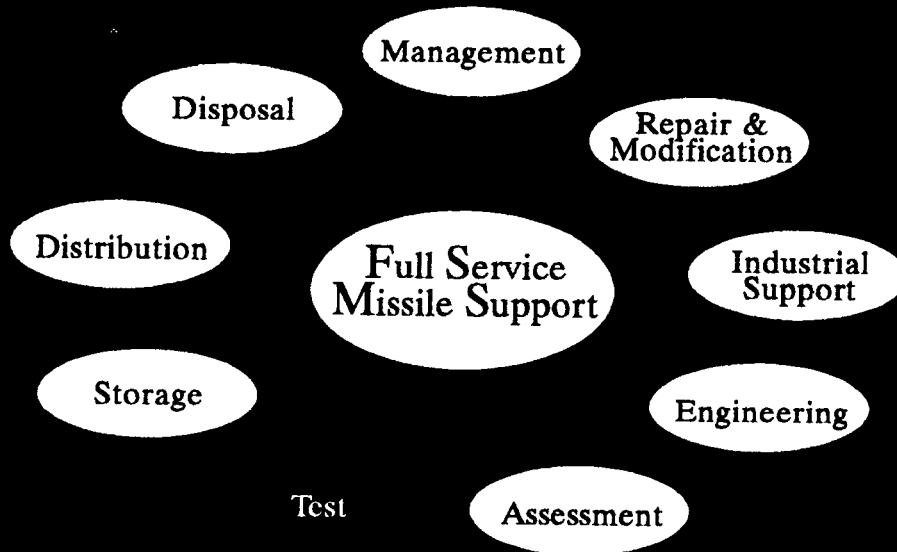 Management
Disposal
Repair &
Modification
Distribution
Full Service
Missile Support
Industrial
Support
Storage
Engineering
Test
Assessment